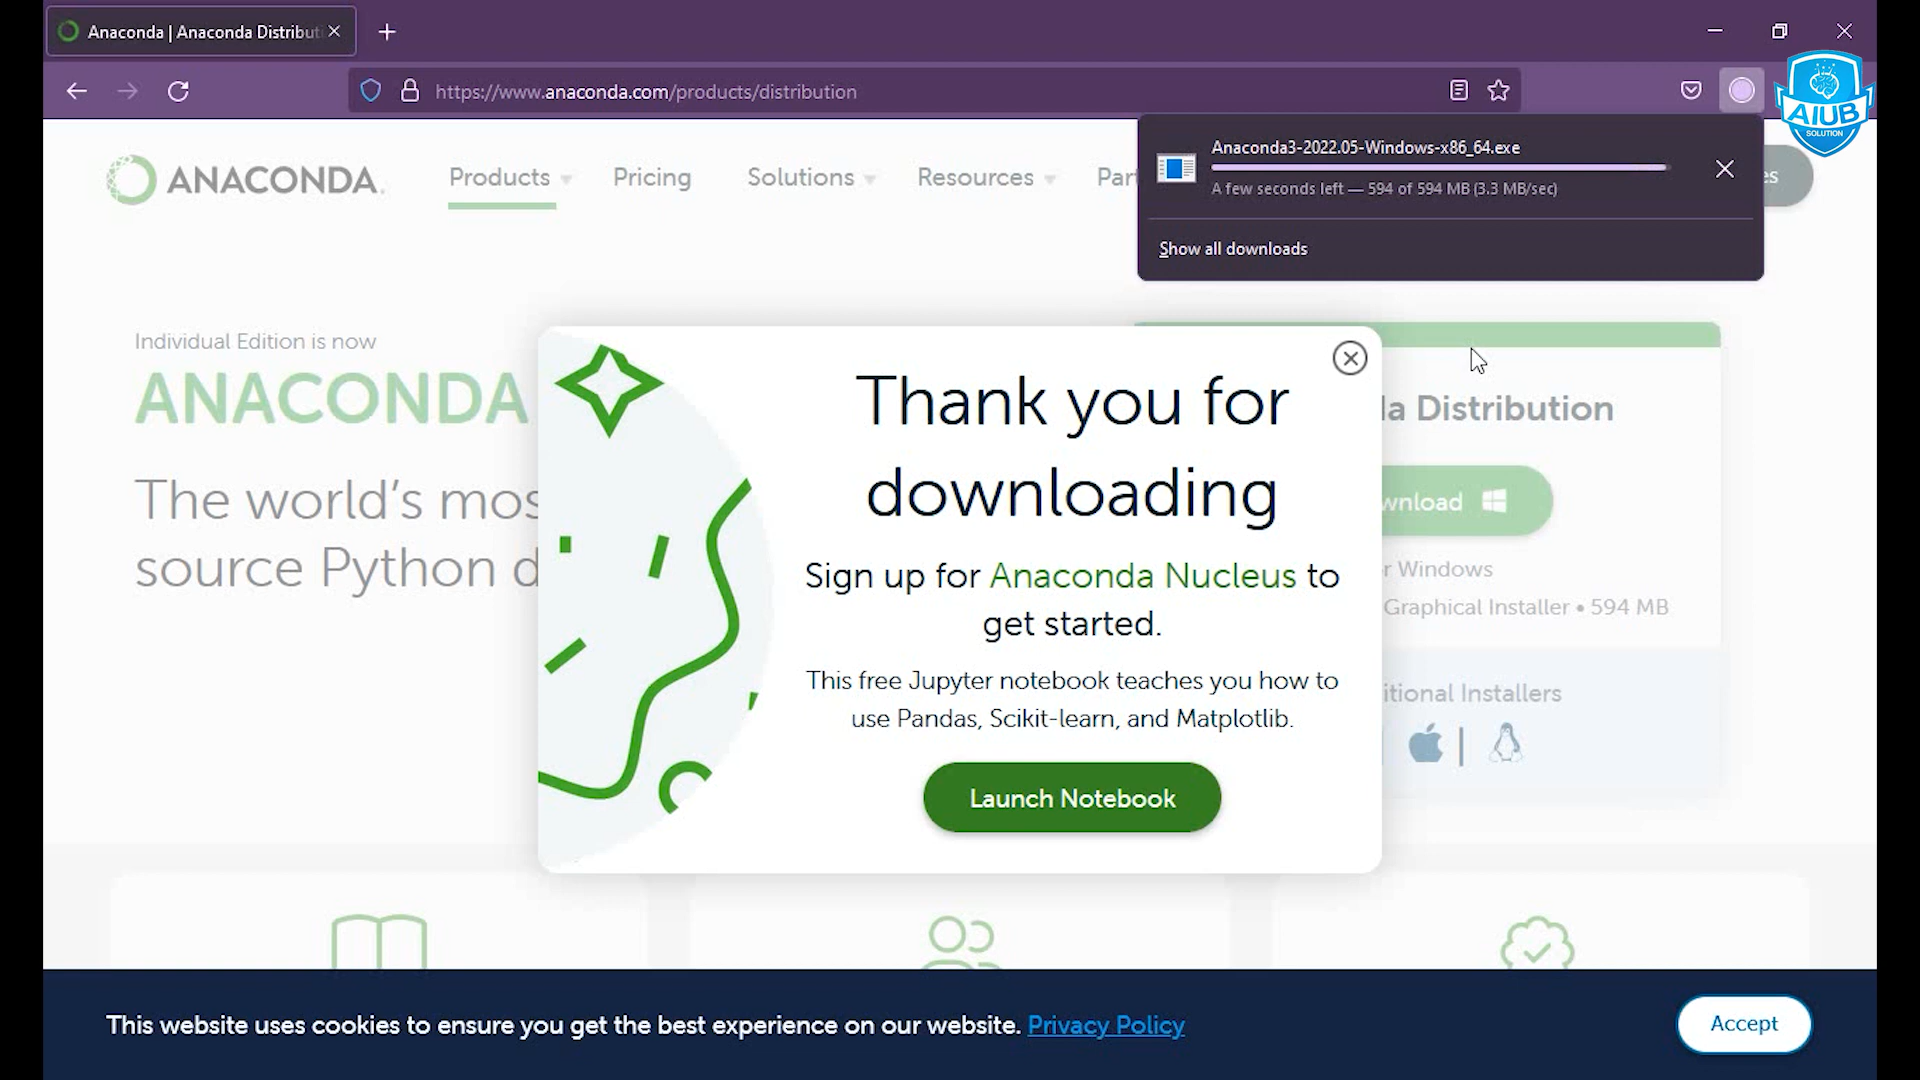 Anaconda | Anaconda Distribut
https://www.anaconda.com/products/distribution
AIUB
SOLUTION
Anaconda3-2022.05-Windows-x86_64.exe
A few seconds left — 594 of 594 MB (3.3 MB/sec)
Show all downloads
ANACONDA.
Products
Pricing
Solutions
Resources
Part
es
Individual Edition is now
ANACONDA
The world's mos
source Python d
Thank you for
downloading
Sign up for Anaconda Nucleus to
get started.
This free Jupyter notebook teaches you how to
use Pandas, Scikit-learn, and Matplotlib.
Launch Notebook
da Distribution
wnload
r Windows
Graphical Installer • 594 MB
itional Installers
This website uses cookies to ensure you get the best experience on our website. Privacy Policy
Accept